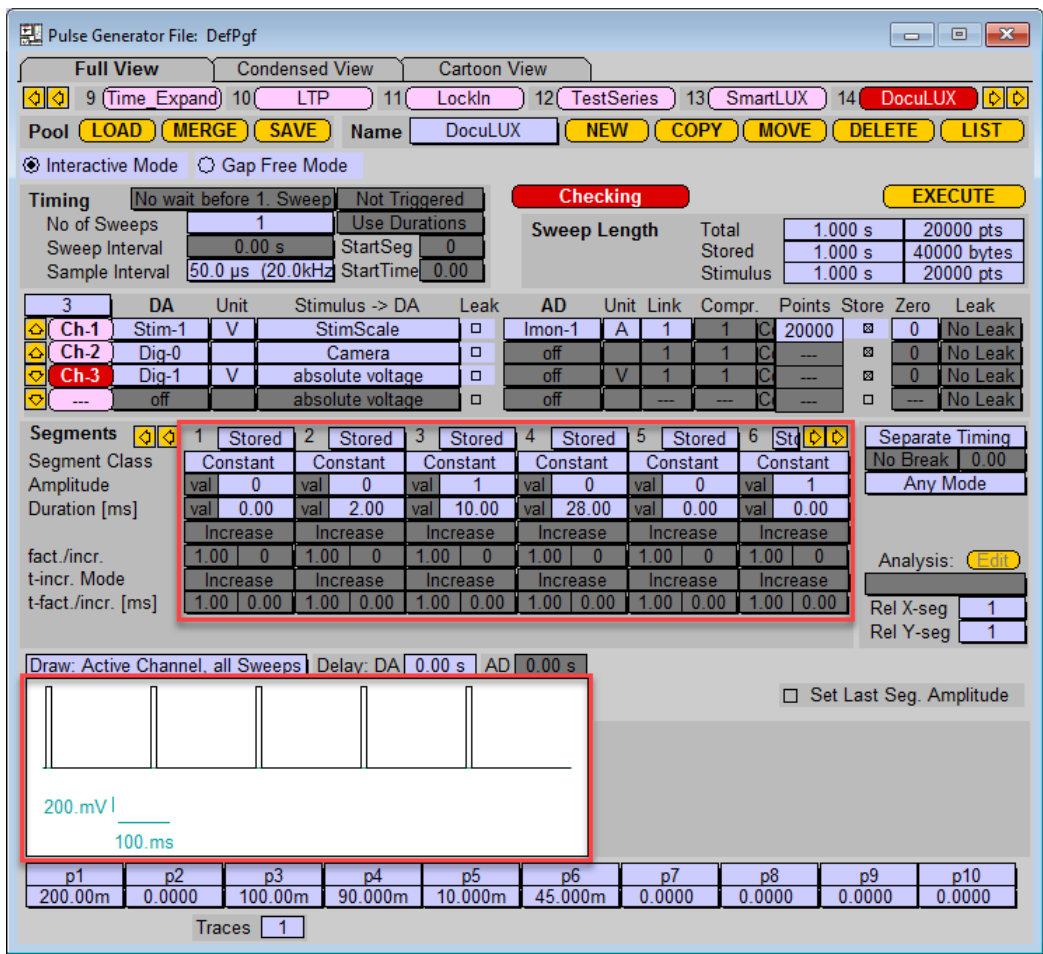 Pulse Generator File: DefPgf
Full View Condensed View Cartoon View
9 Time_Expand 10 LTP 11 LockIn 12 TestSeries 13 SmartLUX 14 DocuLUX
Pool LOAD MERGE SAVE Name DocuLUX NEW COPY MOVE DELETE LIST
Interactive Mode Gap Free Mode
Timing No wait before 1. Sweep Not Triggered Checking EXECUTE
No of Sweeps 1 Use Durations Sweep Length Total 1.000 s 20000 pts
Sweep Interval 0.00 s StartSeg 0 Stored 1.000 s 40000 bytes
Sample Interval 50.0 µs (20.0kHz StartTime 0.00 Stimulus 1.000 s 20000 pts
3 DA Unit Stimulus -> DA Leak AD Unit Link Compr. Points Store Zero Leak
Ch-1 Stim-1 V StimScale Imon-1 A 1 1 C 20000 0 No Leak
Ch-2 Dig-0 Camera off 1 1 C --- 0 No Leak
Ch-3 Dig-1 V absolute voltage off V 1 1 C --- 0 No Leak
--- off absolute voltage off --- --- C --- --- No Leak
Segments 1 Stored 2 Stored 3 Stored 4 Stored 5 Stored 6 Sto Separate Timing
Segment Class Constant Constant Constant Constant Constant Constant No Break 0.00
Amplitude val 0 val 0 val 1 val 0 val 0 val 1 Any Mode
Duration [ms] val 0.00 val 2.00 val 10.00 val 28.00 val 0.00 val 0.00
Increase Increase Increase Increase Increase Increase
fact./incr. 1.00 0 1.00 0 1.00 0 1.00 0 1.00 0 1.00 0 Analysis: Edit
t-incr. Mode Increase Increase Increase Increase Increase Increase
t-fact./incr. [ms] 1.00 0.00 1.00 0.00 1.00 0.00 1.00 0.00 1.00 0.00 1.00 0.00 Rel X-seg 1
Rel Y-seg 1
Draw: Active Channel, all Sweeps Delay: DA 0.00 s AD 0.00 s
Set Last Seg. Amplitude
200.mV
100.ms
p1 p2 p3 p4 p5 p6 p7 p8 p9 p10
200.00m 0.0000 100.00m 90.000m 10.000m 45.000m 0.0000 0.0000 0.0000 0.0000
Traces 1